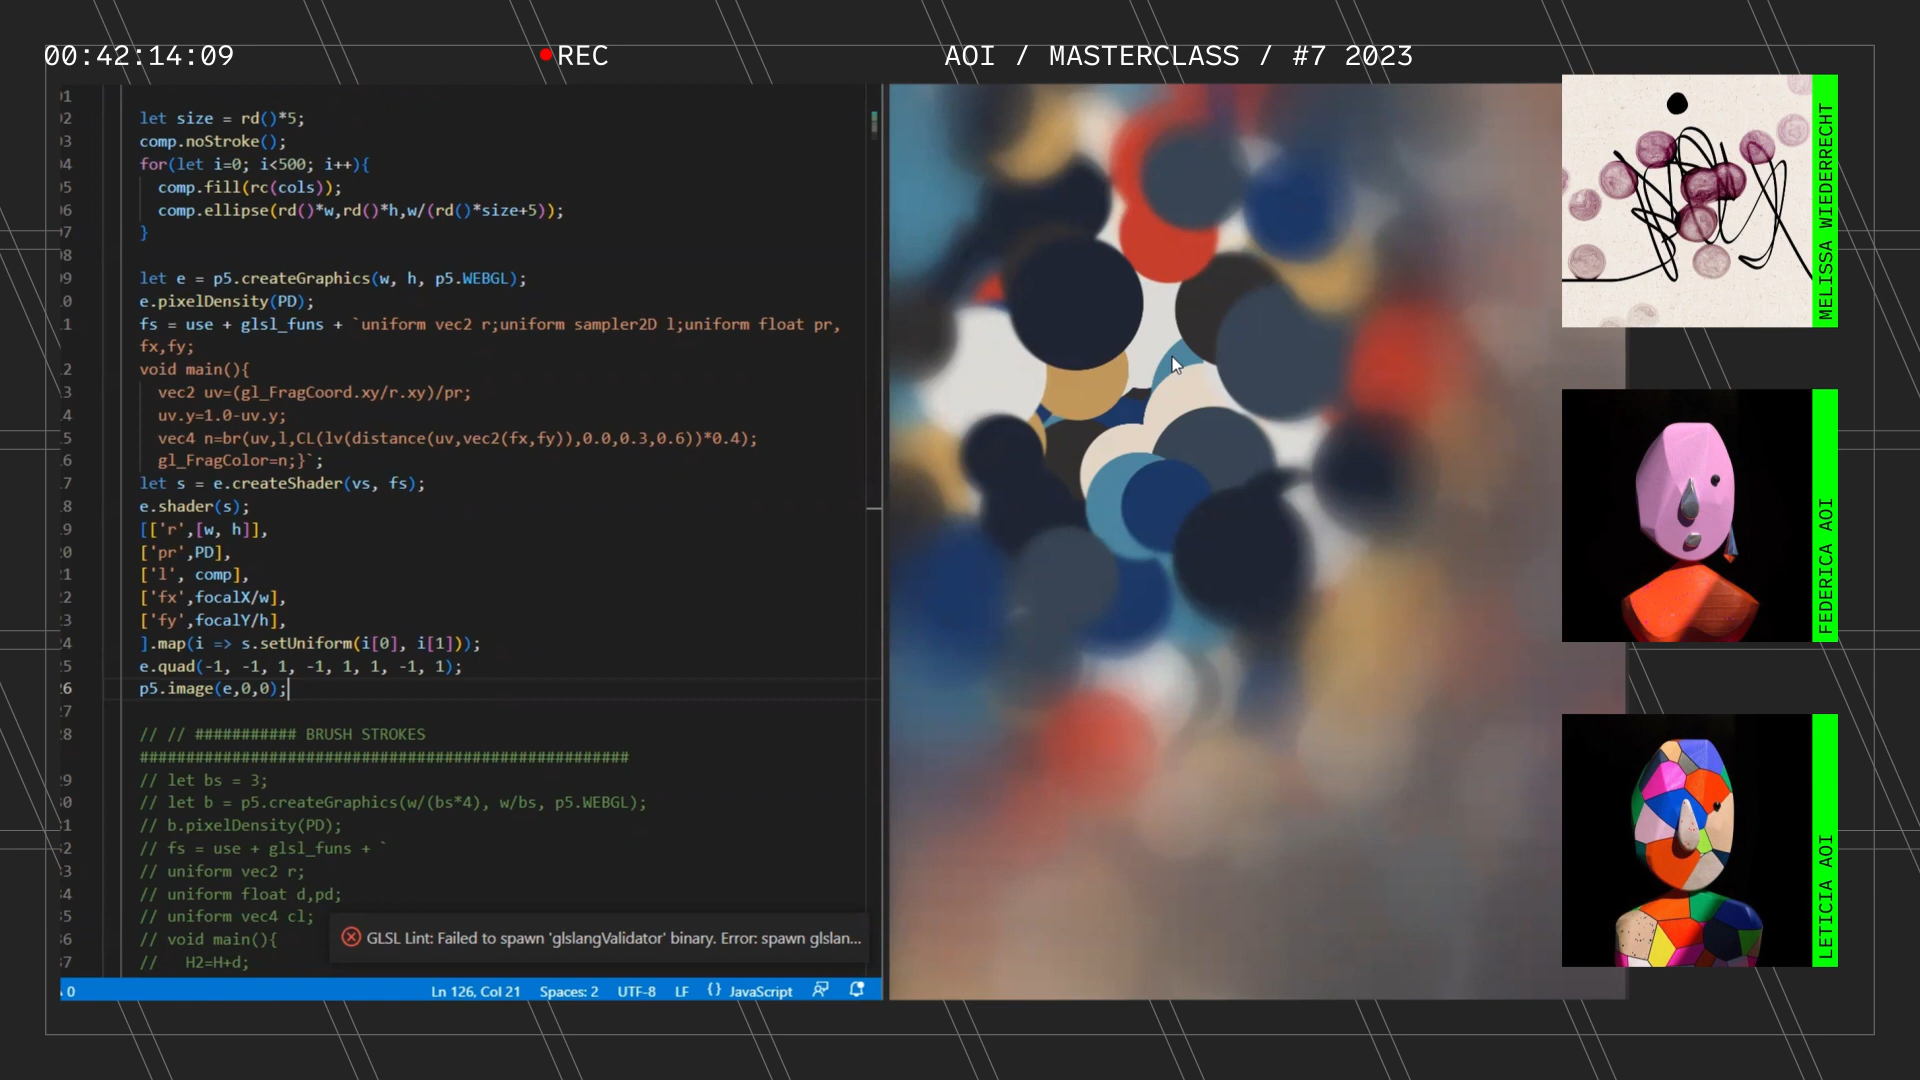 00:42:14:09
REC
AOI / MASTERCLASS / #7 2023
let size = rd()*5;
comp.noStroke();
for(let i=0; i<500; i++){
comp.fill(rc(cols));
comp.ellipse(rd()*w,rd()*h,w/(rd()*size+5));
}
let e = p5.createGraphics(w, h, p5.WEBGL);
e.pixelDensity(PD);
fs = use + glsl_funs + `uniform vec2 r;uniform sampler2D l;uniform float pr,
fx,fy;
void main(){
vec2 uv=(gl_FragCoord.xy/r.xy)/pr;
uv.y=1.0-uv.y;
vec4 n=br(uv,l,CL(lv(distance(uv,vec2(fx,fy)),0.0,0.3,0.6))*0.4);
gl_FragColor=n;}`;
let s = e.createShader(vs, fs);
e.shader(s);
[['r',[w, h]],
['pr',PD],
['l', comp],
['fx',focalX/w],
['fy',focalY/h],
].map(i => s.setUniform(i[0], i[1]));
e.quad(-1, -1, 1, -1, 1, 1, -1, 1);
p5.image(e,0,0);
// // ########### BRUSH STROKES
#####################################################
// let bs = 3;
// let b = p5.createGraphics(w/(bs*4), w/bs, p5.WEBGL);
// b.pixelDensity(PD);
// fs = use + glsl_funs + `
// uniform vec2 r;
// uniform float d,pd;
// uniform vec4 cl;
// void main(){
//   H2=H+d;
GLSL Lint: Failed to spawn 'glslangValidator' binary. Error: spawn glslan...
0 Ln 126, Col 21 Spaces: 2 UTF-8 LF {} JavaScript
MELISSA WIEDERRECHT
FEDERICA AOI
LETICIA AOI